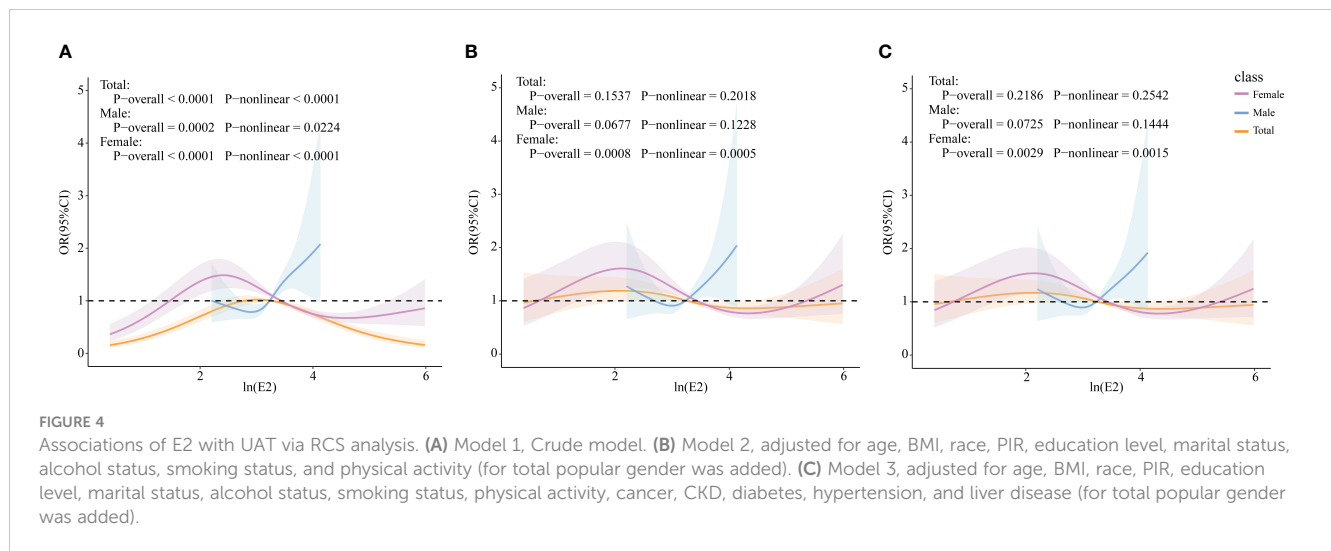 A
Total:
P−overall < 0.0001 P−nonlinear < 0.0001
Male:
P−overall = 0.0002 P−nonlinear = 0.0224
Female:
P−overall < 0.0001 P−nonlinear < 0.0001
OR(95%CI)
5
4
3
2
1
0
2
4
6
ln(E2)
B
Total:
P−overall = 0.1537 P−nonlinear = 0.2018
Male:
P−overall = 0.0677 P−nonlinear = 0.1228
Female:
P−overall = 0.0008 P−nonlinear = 0.0005
OR(95%CI)
5
4
3
2
1
0
2
4
6
ln(E2)
C
Total:
P−overall = 0.2186 P−nonlinear = 0.2542
Male:
P−overall = 0.0725 P−nonlinear = 0.1444
Female:
P−overall = 0.0029 P−nonlinear = 0.0015
OR(95%CI)
5
4
3
2
1
0
2
4
6
ln(E2)
class
Female
Male
Total
FIGURE 4
Associations of E2 with UAT via RCS analysis. (A) Model 1, Crude model. (B) Model 2, adjusted for age, BMI, race, PIR, education level, marital status,
alcohol status, smoking status, and physical activity (for total popular gender was added). (C) Model 3, adjusted for age, BMI, race, PIR, education
level, marital status, alcohol status, smoking status, physical activity, cancer, CKD, diabetes, hypertension, and liver disease (for total popular gender
was added).